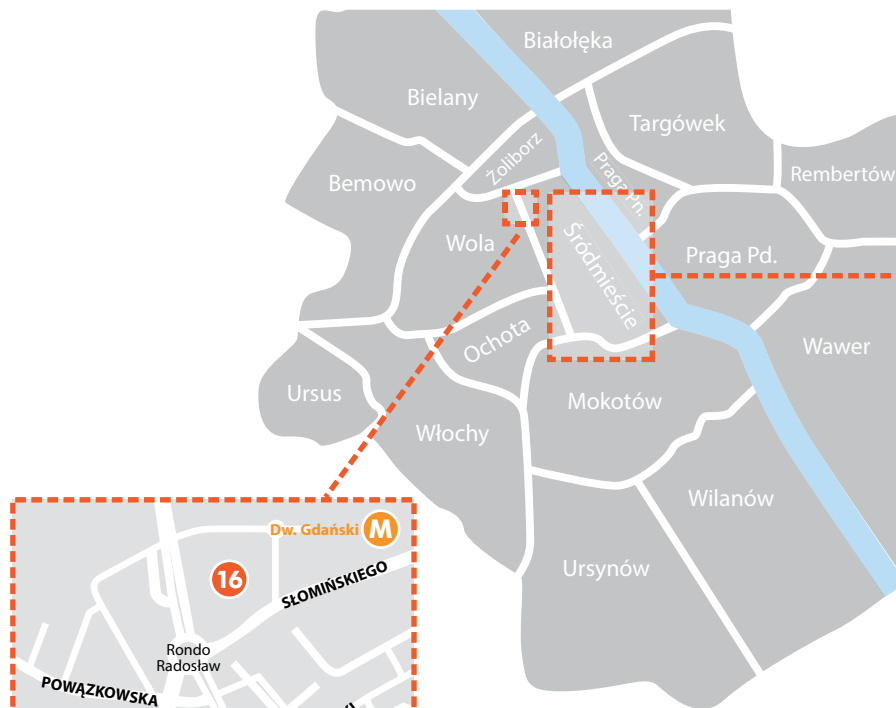 Białołęka
Bielany
Targówek
Żoliborz
Praga Pn.
Rembertów
Bemowo
Wola
Śródmieście
Praga Pd.
Ochota
Wawer
Ursus
Mokotów
Włochy
Wilanów
Ursynów
Dw. Gdański M
16
SŁOMIŃSKIEGO
Rondo
Radosław
POWĄZKOWSKA